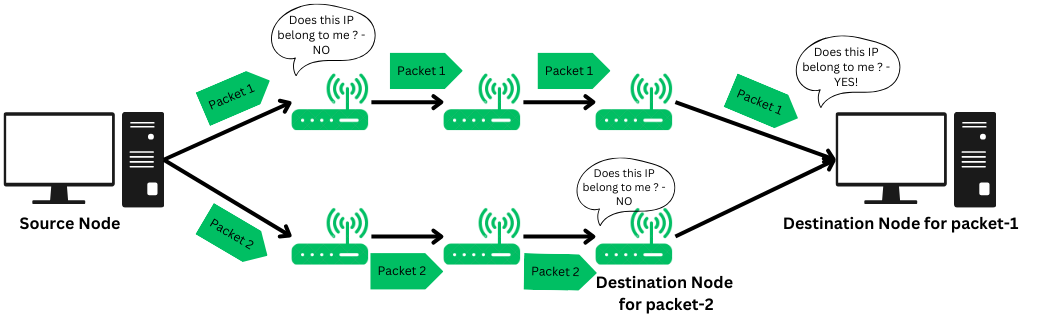 Does this IP
belong to me ? -
NO
Packet 1
Packet 1
Packet 1
Packet 1
Does this IP
belong to me ? -
YES!
Source Node
Destination Node for packet-1
Does this IP
belong to me ? -
NO
Packet 2
Packet 2
Packet 2
Destination Node
for packet-2